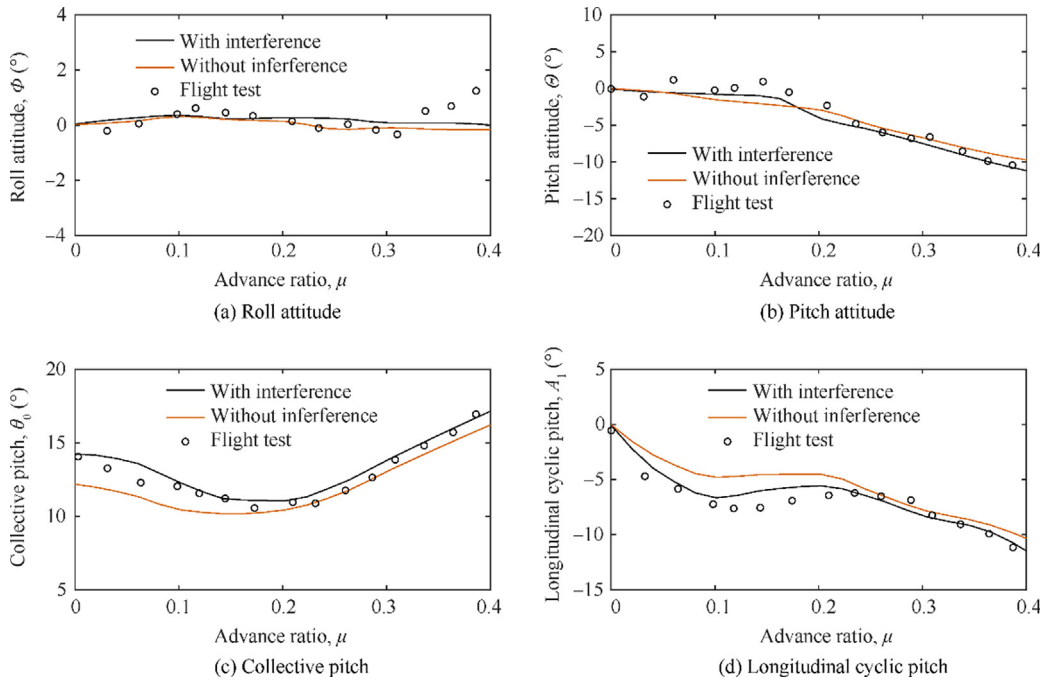 4
2
0
−2
−4
Roll attitude, Φ (°)
With interference
Without inference
Flight test
0
0.1
0.2
0.3
0.4
Advance ratio, μ
(a) Roll attitude
5
0
−5
−10
−15
−20
Pitch attitude, Θ (°)
With interference
Without inference
Flight test
0
0.1
0.2
0.3
0.4
Advance ratio, μ
(b) Pitch attitude
20
15
10
5
Collective pitch, θ₀ (°)
With interference
Without inference
Flight test
0
0.1
0.2
0.3
0.4
Advance ratio, μ
(c) Collective pitch
5
0
−5
−10
−15
Longitudinal cyclic pitch, A₁ (°)
With interference
Without inference
Flight test
0
0.1
0.2
0.3
0.4
Advance ratio, μ
(d) Longitudinal cyclic pitch